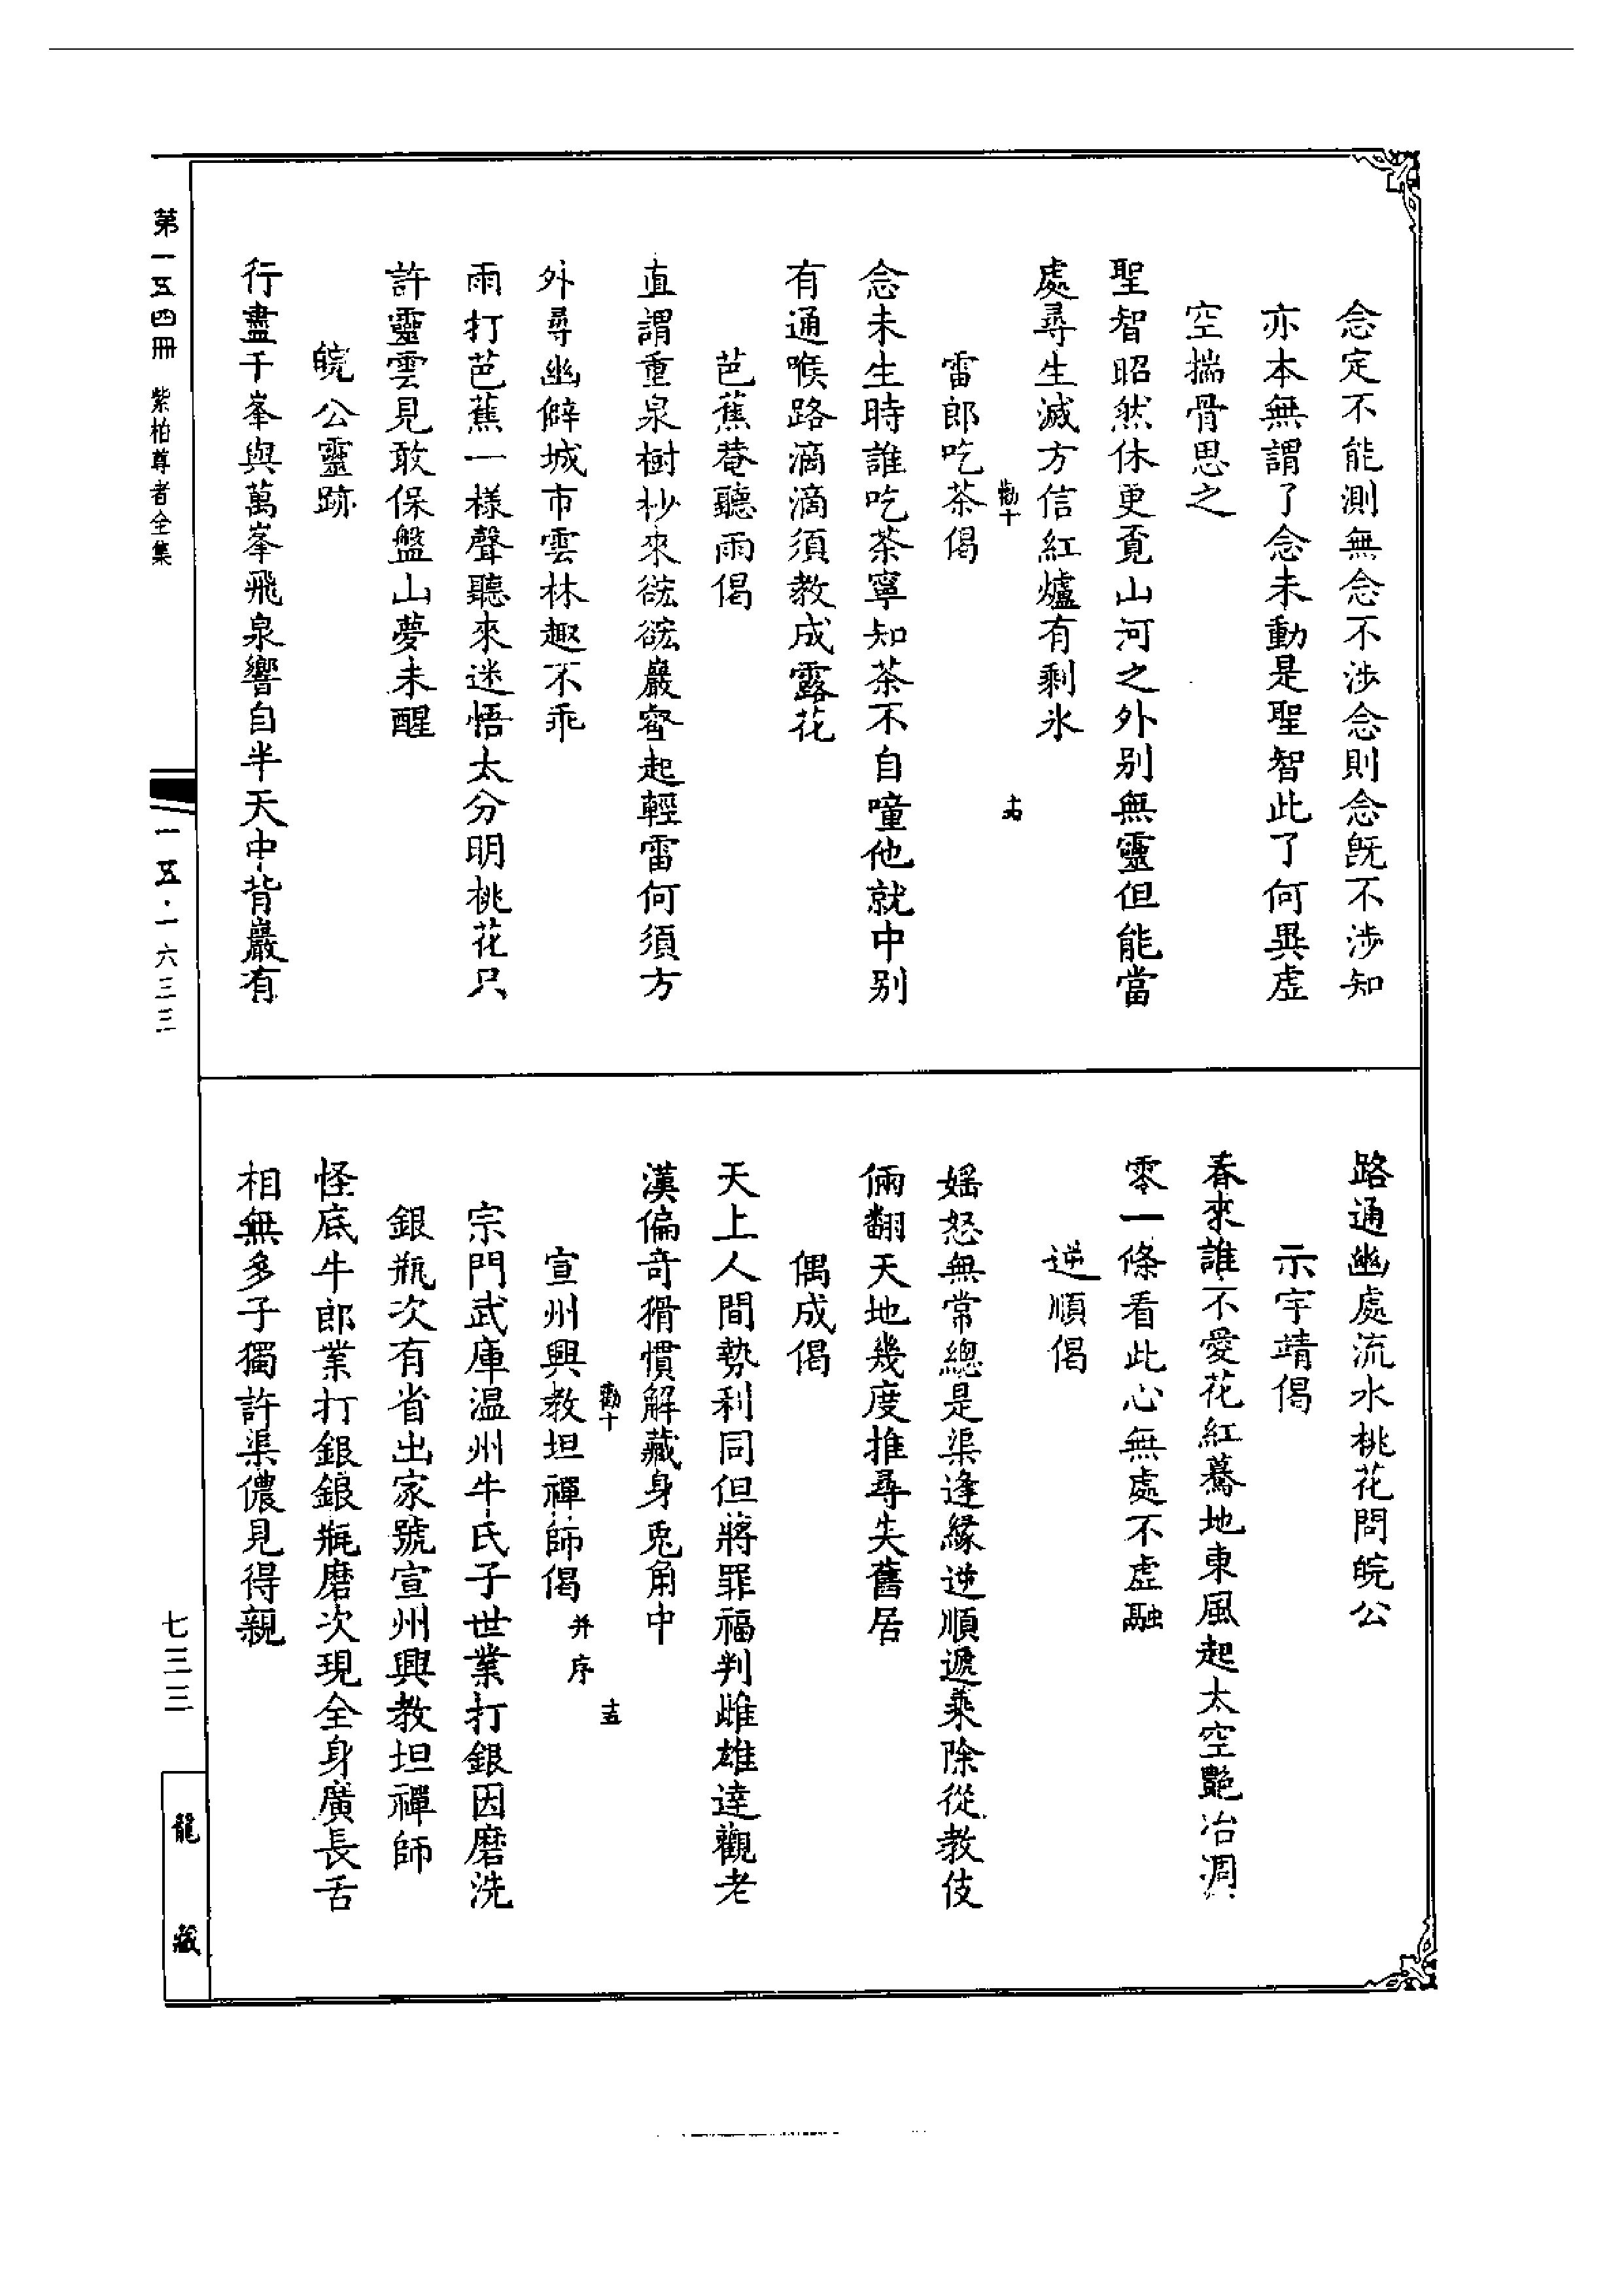 念定不能測無念不涉念則念旣不涉知
亦本無謂了念未動是聖智此了何異虛
空揣骨思之
聖智昭然休更覔山河之外别無靈但能當
處尋生滅方信紅爐有剩氷
勸十
十四
雷郎吃茶偈
念未生時誰吃茶寧知茶不自噇他就中别
有通喉路滴滴須教成露花
芭蕉菴聽雨偈
直謂重泉樹杪來谹谹巖壑起輕雷何須方
外尋幽僻城市雲林趣不乖
雨打芭蕉一樣聲聽來迷悟太分明桃花只
許靈雲見敢保盤山夢未醒
皖公靈跡
行盡千峯與萬峯飛泉響自半天中背巖有
路通幽處流水桃花問皖公
示宇靖偈
春來誰不愛花紅驀地東風起太空艷冶凋
零一條看此心無處不虛融
逆順偈
婬怒無常總是渠逢緣逆順遞乘除從教伎
倆翻天地幾度推尋失舊居
偶成偈
天上人間勢利同但將罪福判雌雄達觀老
漢偏奇猾慣解藏身兎角中
勸十
十五
宣州興教坦禪師偈 并序
宗門武庫温州牛氏子世業打銀因磨洗
銀瓶次有省出家號宣州興教坦禪師
怪底牛郎業打銀銀瓶磨次現全身廣長舌
相無多子獨許渠儂見得親
第一五四冊 紫柏尊者全集
一五·一六三三
七三三
龍藏